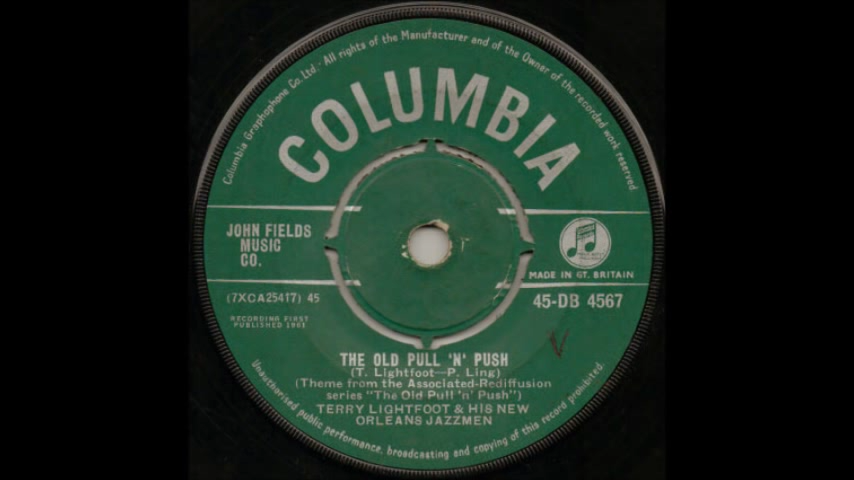 Columbia Graphophone Co. Ltd. · All rights of the Manufacturer and of the Owner of the recorded work reserved
COLUMBIA
JOHN FIELDS
MUSIC
CO.
MADE IN GT. BRITAIN
(7XCA25417) 45
45-DB 4567
RECORDING FIRST
PUBLISHED 1961
THE OLD PULL 'N' PUSH
(T. Lightfoot—P. Ling)
(Theme from the Associated-Rediffusion
series "The Old Pull 'n' Push")
TERRY LIGHTFOOT & HIS NEW
ORLEANS JAZZMEN
Unauthorised public performance, broadcasting and copying of this record prohibited.